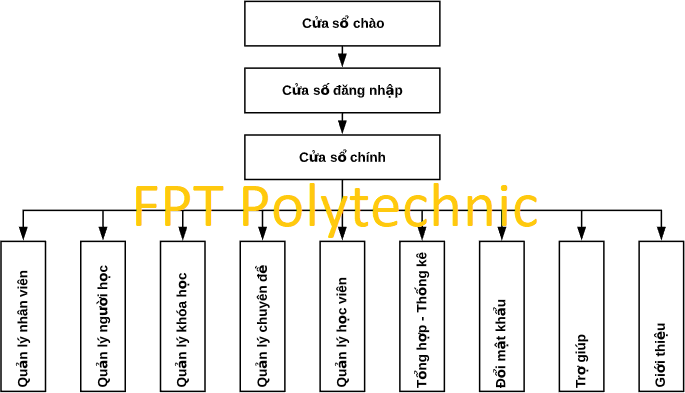 Cửa sổ chào
Cửa số đăng nhập
Cửa sổ chính
FPT Polytechnic
Quản lý nhân viên
Quản lý người học
Quản lý khóa học
Quản lý chuyên đề
Quản lý học viên
Tổng hợp - Thống kê
Đổi mật khẩu
Trợ giúp
Giới thiệu